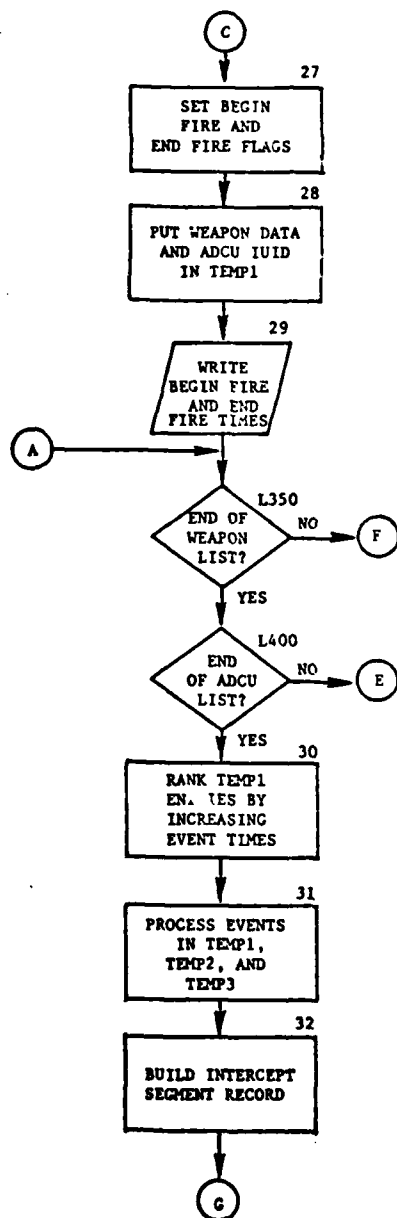 C
27
SET BEGIN
FIRE AND
END FIRE FLAGS
28
PUT WEAPON DATA
AND ADCU IUID
IN TEMP1
29
WRITE
BEGIN FIRE
AND END
FIRE TIMES
A
L350
END OF
WEAPON
LIST?
NO
F
YES
L400
END
OF ADCU
LIST?
NO
E
YES
30
RANK TEMP1
BY
INCREASING
EVENT TIMES
31
PROCESS EVENTS
IN TEMP1,
TEMP2, AND
TEMP3
32
BUILD INTERCEPT
SEGMENT RECORD
G